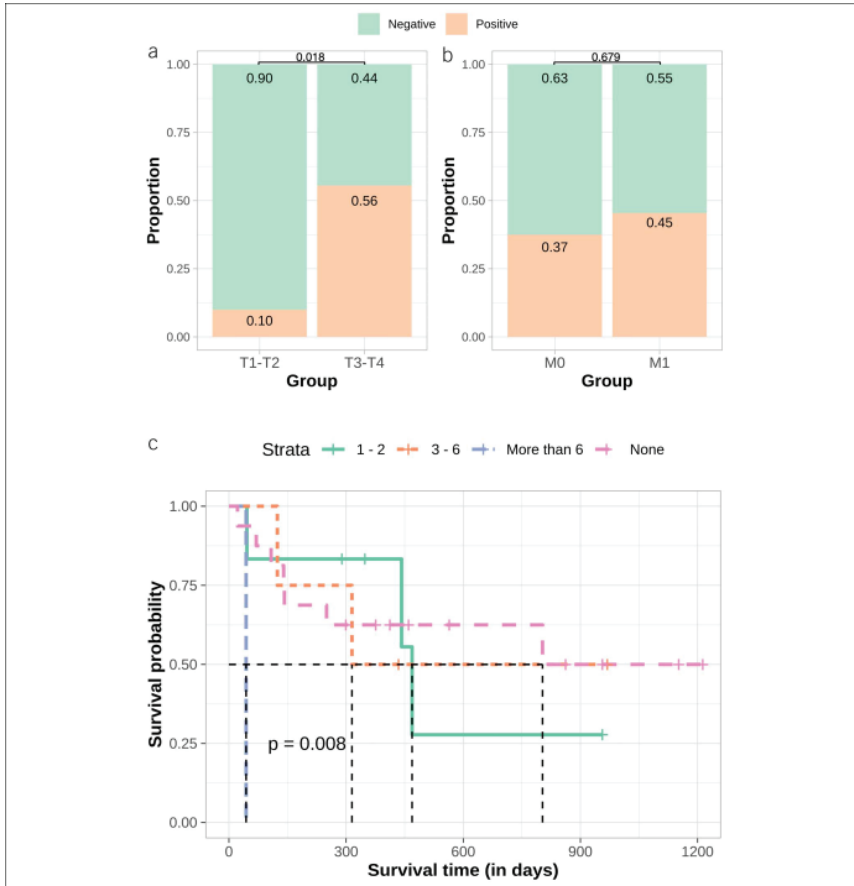 Negative Positive
a
0.018
1.00
0.90
0.44
0.75
0.50
0.56
0.25
0.10
0.00
Proportion
T1-T2 T3-T4
Group
b
0.679
1.00
0.63
0.55
0.75
0.50
0.45
0.37
0.25
0.00
Proportion
M0 M1
Group
c
Strata 1 - 2 3 - 6 More than 6 None
1.00
0.75
0.50
0.25
0.00
Survival probability
p = 0.008
0 300 600 900 1200
Survival time (in days)